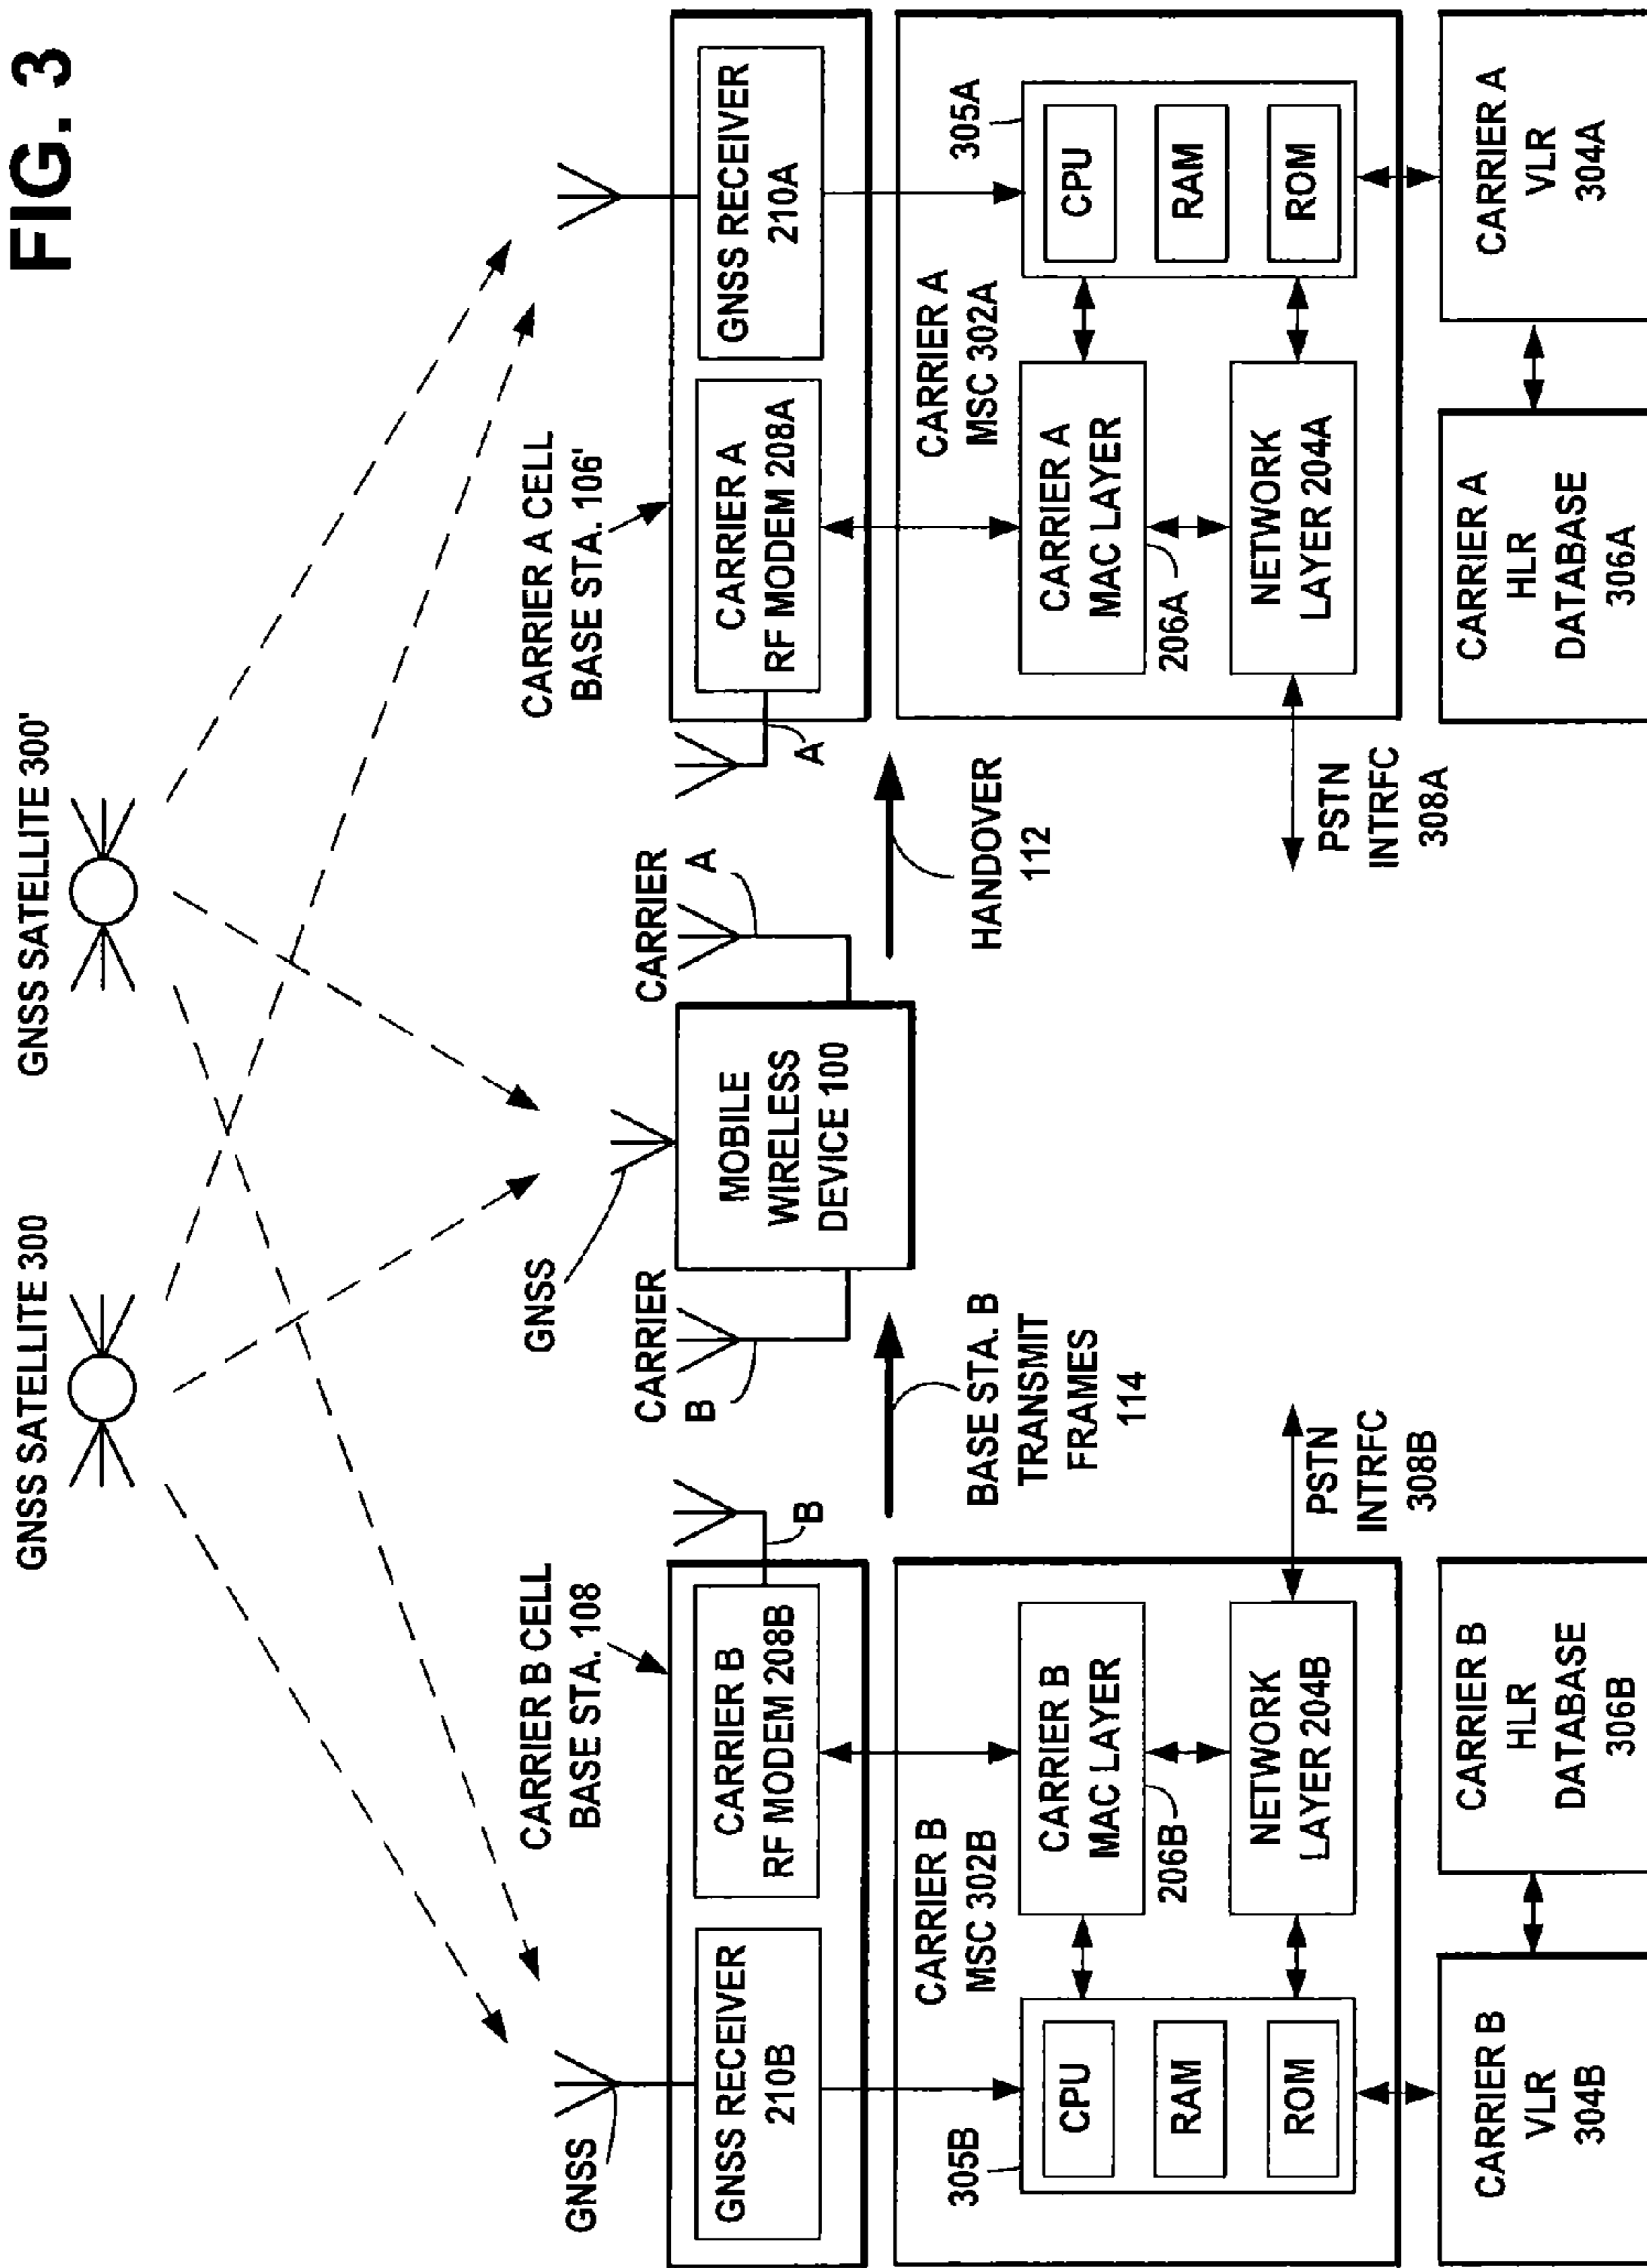 FIG. 3
GNSS SATELLITE 300
GNSS SATELLITE 300'
GNSS
CARRIER B CELL
BASE STA. 108
GNSS RECEIVER
210B
CARRIER B
RF MODEM 208B
B
CARRIER B
MSC 302B
305B
CPU
RAM
ROM
CARRIER B
MAC LAYER
206B
NETWORK
LAYER 204B
PSTN
INTRFC
308B
CARRIER B
VLR
304B
CARRIER B
HLR
DATABASE
306B
GNSS
CARRIER
B
CARRIER
A
MOBILE
WIRELESS
DEVICE 100
BASE STA. B
TRANSMIT
FRAMES
114
HANDOVER
112
CARRIER A CELL
BASE STA. 106'
A
CARRIER A
RF MODEM 208A
GNSS RECEIVER
210A
CARRIER A
MSC 302A
305A
CARRIER A
MAC LAYER
206A
NETWORK
LAYER 204A
CPU
RAM
ROM
PSTN
INTRFC
308A
CARRIER A
HLR
DATABASE
306A
CARRIER A
VLR
304A